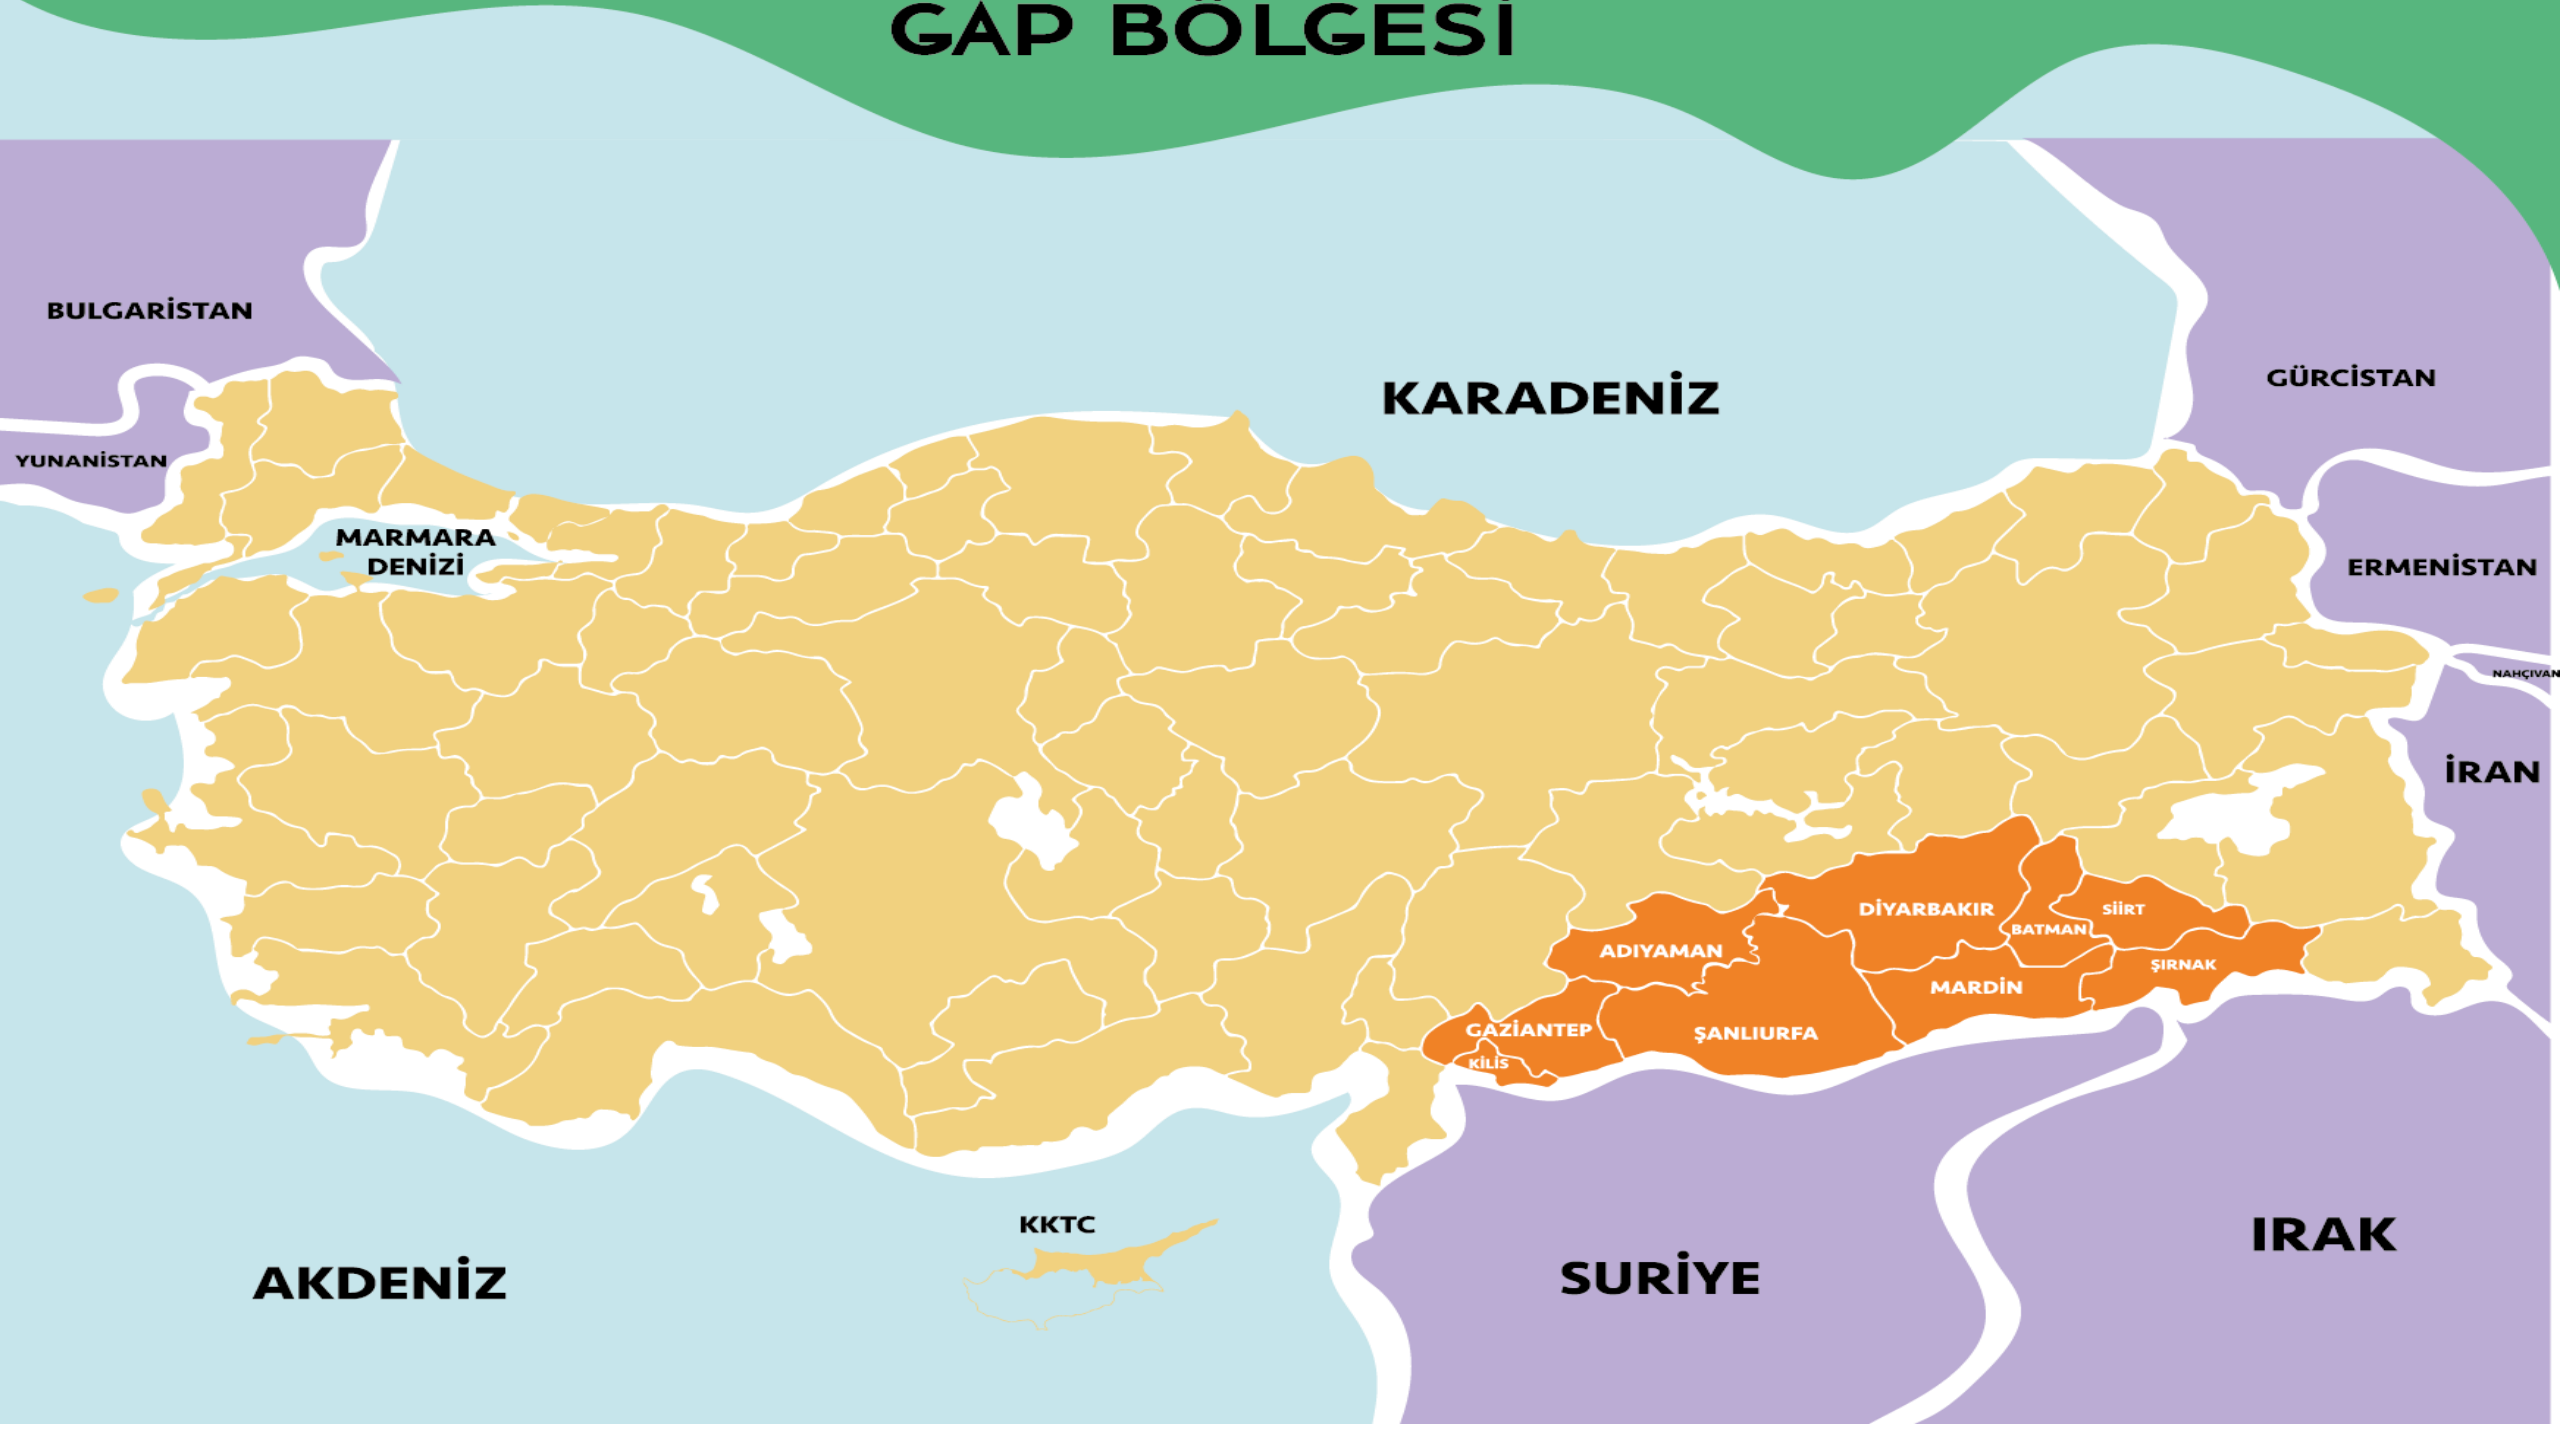 GAP BÖLGESİ
BULGARİSTAN
GÜRCİSTAN
KARADENİZ
YUNANİSTAN
MARMARA
DENİZİ
ERMENİSTAN
NAHÇIVAN
İRAN
DİYARBAKIR
SİİRT
BATMAN
ADIYAMAN
ŞIRNAK
MARDİN
GAZİANTEP
ŞANLIURFA
KİLİS
KKTC
IRAK
AKDENİZ
SURİYE